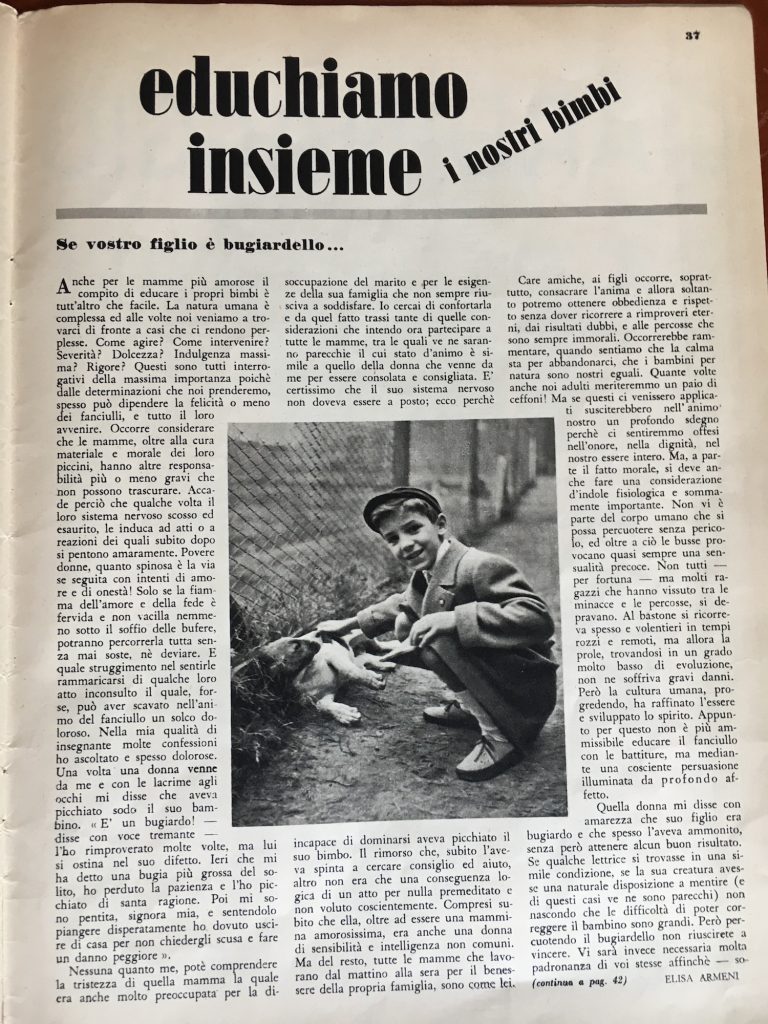 37
educhiamo
insieme i nostri bimbi
Se vostro figlio è bugiardello...
Anche per le mamme più amorose il
compito di educare i propri bimbi è
tutt'altro che facile. La natura umana è
complessa ed alle volte noi veniamo a tro-
varci di fronte a casi che ci rendono per-
plesse. Come agire? Come intervenire?
Severità? Dolcezza? Indulgenza massi-
ma? Rigore? Questi sono tutti interro-
gativi della massima importanza poichè
dalle determinazioni che noi prenderemo,
spesso può dipendere la felicità o meno
dei fanciulli, e tutto il loro
avvenire. Occorre considerare
che le mamme, oltre alla cura
materiale e morale dei loro
piccini, hanno altre responsa-
bilità più o meno gravi che
non possono trascurare. Acca-
de perciò che qualche volta il
loro sistema nervoso scosso ed
esaurito, le induca ad atti o a
reazioni dei quali subito dopo
si pentono amaramente. Povere
donne, quanto spinosa è la via
se seguita con intenti di amo-
re e di onestà! Solo se la fiam-
ma dell'amore e della fede è
fervida e non vacilla nemme-
no sotto il soffio delle bufere,
potranno percorrerla tutta sen-
za mai soste, nè deviare. E
quale struggimento nel sentirle
rammaricarsi di qualche loro
atto inconsulto il quale, for-
se, può aver scavato nell'ani-
mo del fanciullo un solco do-
loroso. Nella mia qualità di
insegnante molte confessioni
ho ascoltato e spesso dolorose.
Una volta una donna venne
da me e con le lacrime agli
occhi mi disse che aveva
picchiato sodo il suo bam-
bino. « E' un bugiardo! —
disse con voce tremante —
l'ho rimproverato molte volte, ma lui
si ostina nel suo difetto. Ieri che mi
ha detto una bugia più grossa del so-
lito, ho perduto la pazienza e l'ho pic-
chiato di santa ragione. Poi mi so-
no pentita, signora mia, e sentendolo
piangere disperatamente ho dovuto usci-
re di casa per non chiedergli scusa e fare
un danno peggiore ».
Nessuna quanto me, potè comprendere
la tristezza di quella mamma la quale
era anche molto preoccupata per la di-
soccupazione del marito e per le esigen-
ze della sua famiglia che non sempre riu-
sciva a soddisfare. Io cercai di confortarla
e da quel fatto trassi tante di quelle con-
siderazioni che intendo ora partecipare a
tutte le mamme, tra le quali ve ne saran-
no parecchie il cui stato d'animo è si-
mile a quello della donna che venne da
me per essere consolata e consigliata. E'
certissimo che il suo sistema nervoso
non doveva essere a posto; ecco perchè
incapace di dominarsi aveva picchiato il
suo bimbo. Il rimorso che, subito l'ave-
va spinta a cercare consiglio ed aiuto,
altro non era che una conseguenza lo-
gica di un atto per nulla premeditato e
non voluto coscientemente. Compresi su-
bito che ella, oltre ad essere una mammi-
na amorosissima, era anche una donna
di sensibilità e intelligenza non comuni.
Ma del resto, tutte le mamme che lavo-
rano dal mattino alla sera per il benes-
sere della propria famiglia, sono come lei.
Care amiche, ai figli occorre, soprat-
tutto, consacrare l'anima e allora soltan-
to potremo ottenere obbedienza e rispet-
to senza dover ricorrere a rimproveri eter-
ni, dai risultati dubbi, e alle percosse che
sono sempre immorali. Occorrerebbe ram-
mentare, quando sentiamo che la calma
sta per abbandonarci, che i bambini per
natura sono nostri eguali. Quante volte
anche noi adulti meriteremmo un paio di
ceffoni! Ma se questi ci venissero applica-
ti susciterebbero nell'animo
nostro un profondo sdegno
perchè ci sentiremmo offesi
nell'onore, nella dignità, nel
nostro essere intero. Ma, a par-
te il fatto morale, si deve an-
che fare una considerazione
d'indole fisiologica e somma-
mente importante. Non vi è
parte del corpo umano che si
possa percuotere senza perico-
lo, ed oltre a ciò le busse pro-
vocano quasi sempre una sen-
sualità precoce. Non tutti —
per fortuna — ma molti ra-
gazzi che hanno vissuto tra le
minacce e le percosse, si de-
pravano. Al bastone si ricorre-
va spesso e volentieri in tempi
rozzi e remoti, ma allora la
prole, trovandosi in un grado
molto basso di evoluzione,
non ne soffriva gravi danni.
Però la cultura umana, pro-
gredendo, ha raffinato l'essere
e sviluppato lo spirito. Appun-
to per questo non è più am-
missibile educare il fanciullo
con le battiture, ma median-
te una cosciente persuasione
illuminata da profondo af-
fetto.
Quella donna mi disse con
amarezza che suo figlio era
bugiardo e che spesso l'aveva ammonito,
senza però attenere alcun buon risultato.
Se qualche lettrice si trovasse in una si-
mile condizione, se la sua creatura aves-
se una naturale disposizione a mentire (e
di questi casi ve ne sono parecchi) non
nascondo che le difficoltà di poter cor-
reggere il bambino sono grandi. Però per-
cuotendo il bugiardello non riuscirete a
vincere. Vi sarà invece necessaria molta
padronanza di voi stesse affinchè — so-
(continua a pag. 42) ELISA ARMENI